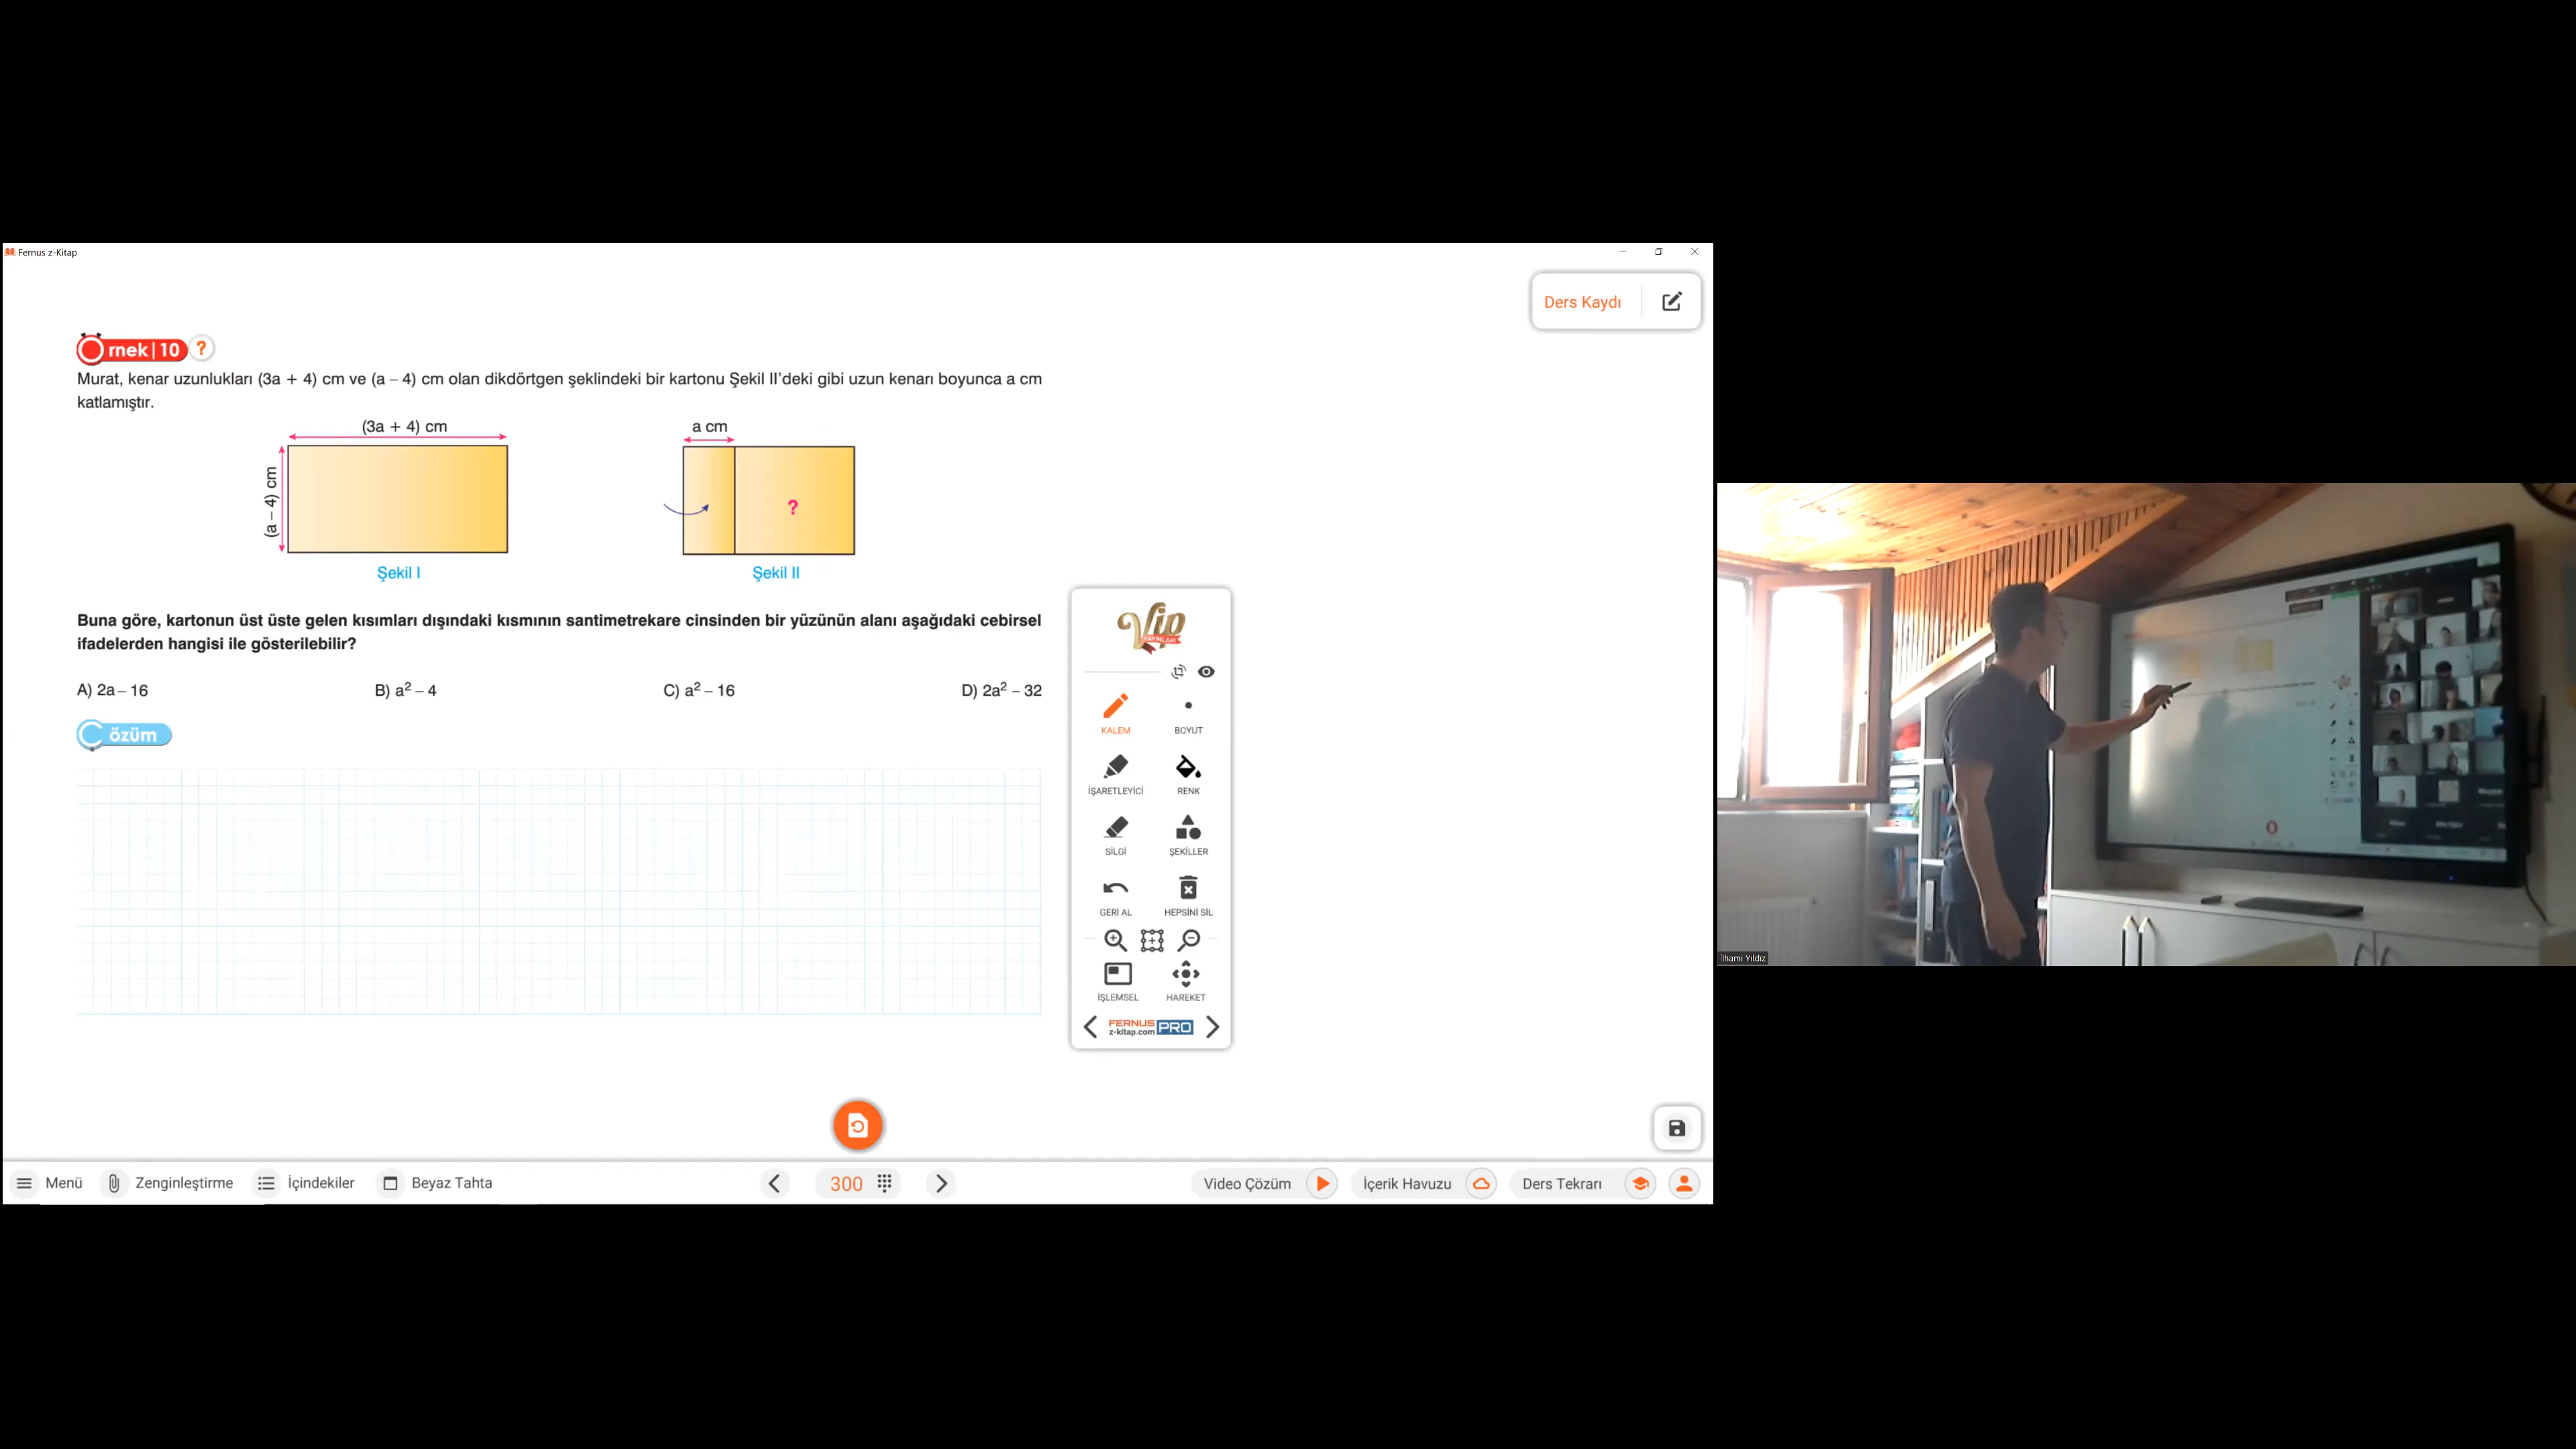 Fernus z-Kitap
Ders Kaydı
Örnek | 10 ?
Murat, kenar uzunlukları (3a + 4) cm ve (a – 4) cm olan dikdörtgen şeklindeki bir kartonu Şekil II'deki gibi uzun kenarı boyunca a cm
katlamıştır.
(3a + 4) cm
a cm
(a – 4) cm
?
Şekil I
Şekil II
Buna göre, kartonun üst üste gelen kısımları dışındaki kısmının santimetrekare cinsinden bir yüzünün alanı aşağıdaki cebirsel
ifadelerden hangisi ile gösterilebilir?
A) 2a – 16
B) a² – 4
C) a² – 16
D) 2a² – 32
Çözüm
Vip
YAYINLARI
KALEM
BOYUT
İŞARETLEYİCİ
RENK
SİLGİ
ŞEKİLLER
GERİ AL
HEPSİNİ SİL
İŞLEMSEL
HAREKET
FERNUS
z-kitap.com
PRO
Menü
Zenginleştirme
İçindekiler
Beyaz Tahta
300
Video Çözüm
İçerik Havuzu
Ders Tekrarı
İlhami Yıldız